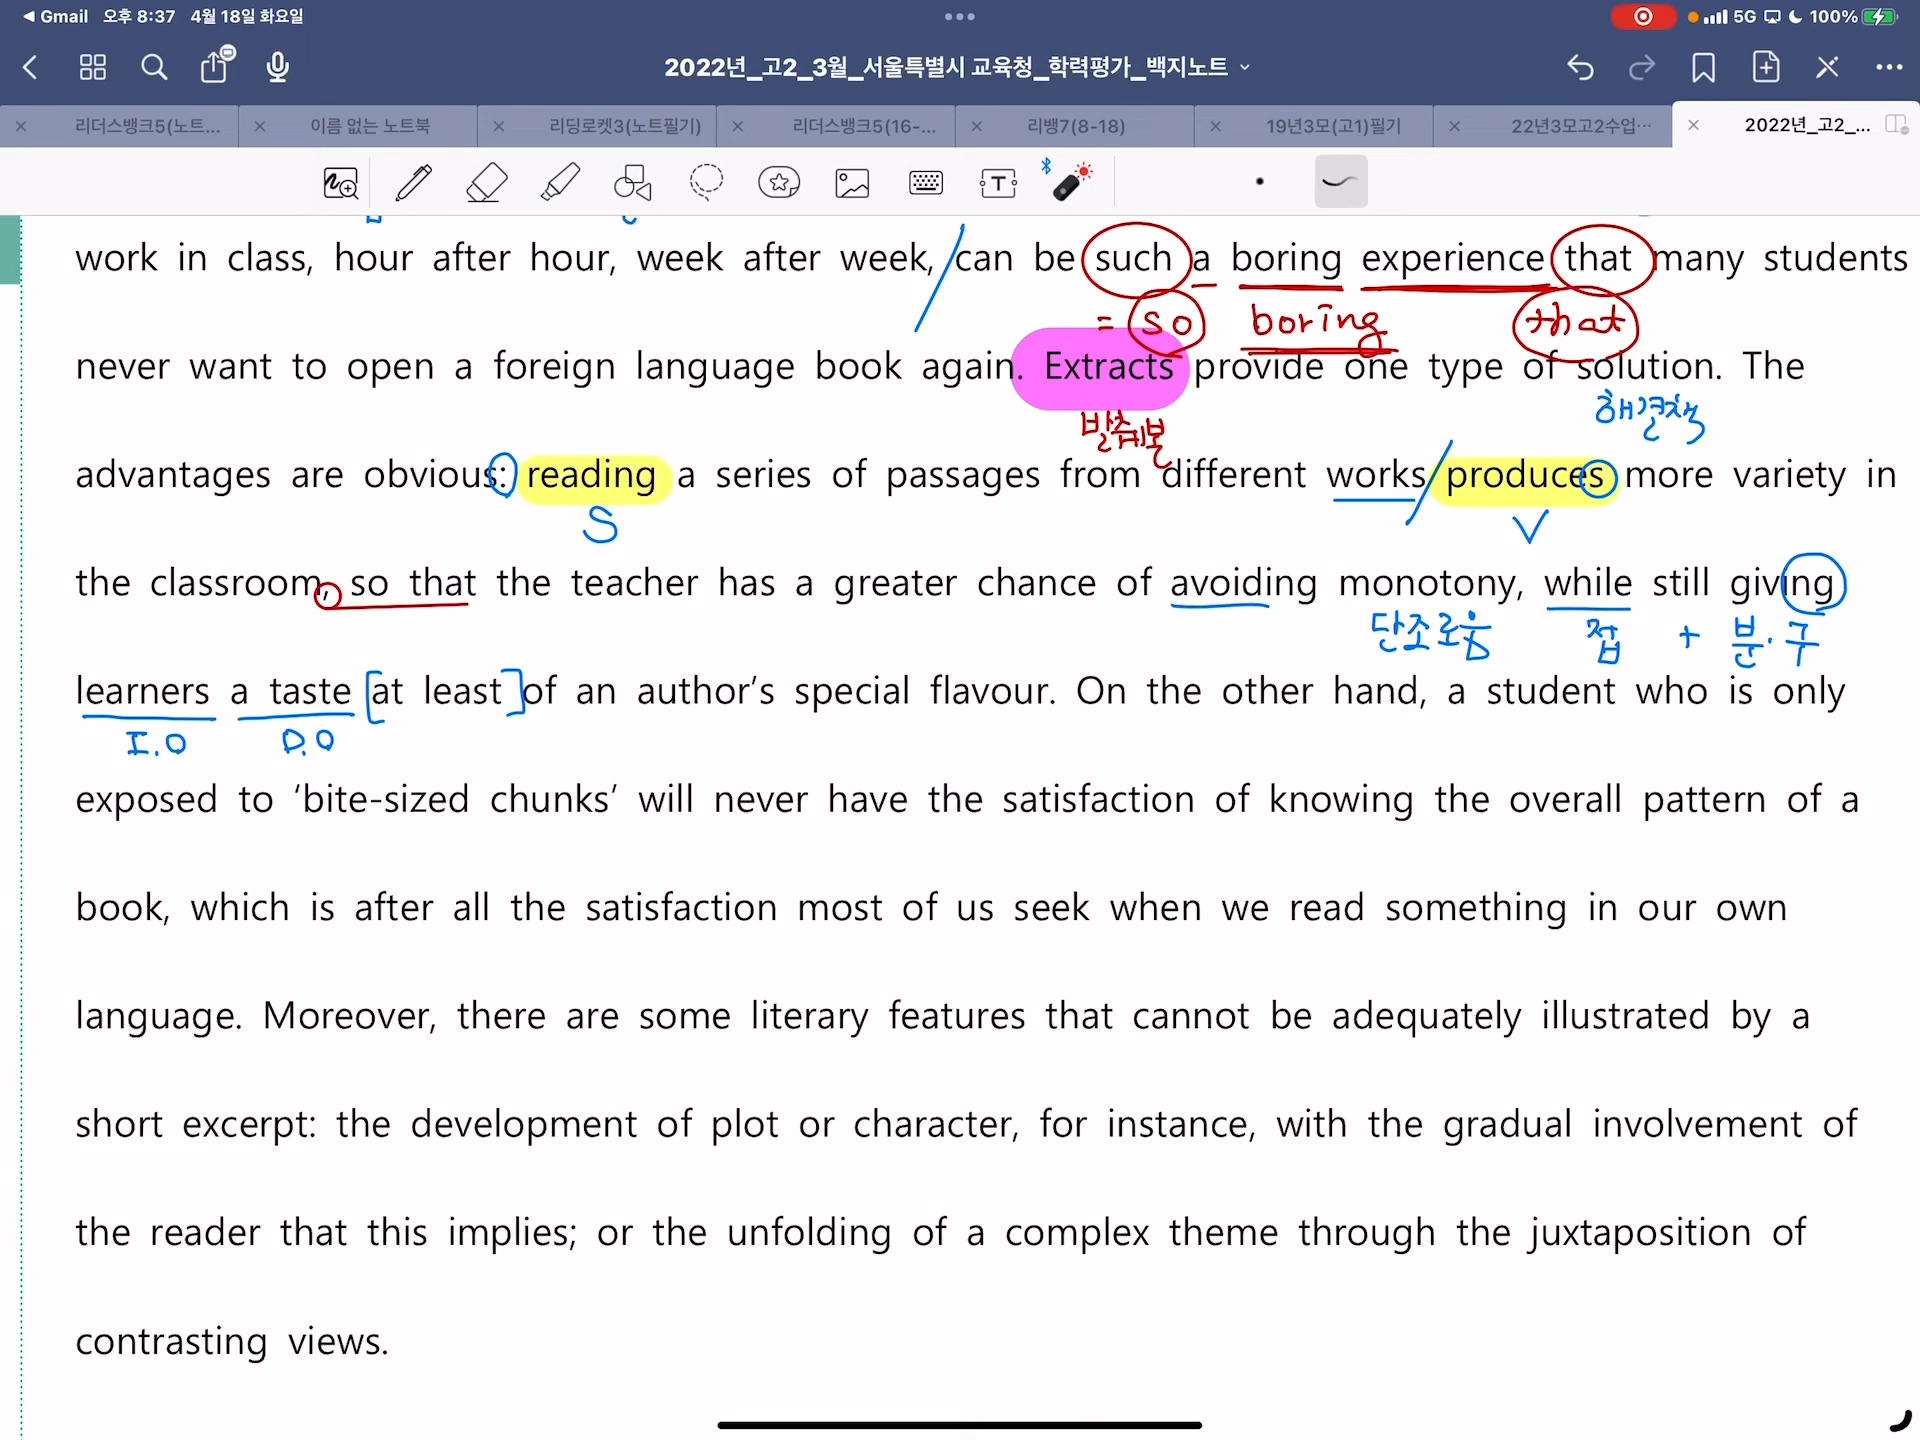 Gmail 오후 8:37 4월 18일 화요일 5G 100%
2022년_고2_3월_서울특별시 교육청_학력평가_백지노트
리더스뱅크5(노트... 이름 없는 노트북 리딩로켓3(노트필기) 리더스뱅크5(16-... 리뱅7(8-18) 19년3모(고1)필기 22년3모고2수업... 2022년_고2_...
work in class, hour after hour, week after week, can be such a boring experience that many students
= so boring that
never want to open a foreign language book again. Extracts provide one type of solution. The
발췌본 해결책
advantages are obvious: reading a series of passages from different works produces more variety in
S V
the classroom, so that the teacher has a greater chance of avoiding monotony, while still giving
단조로움 접 + 분.구
learners a taste [at least] of an author's special flavour. On the other hand, a student who is only
I.O D.O
exposed to ‘bite-sized chunks’ will never have the satisfaction of knowing the overall pattern of a
book, which is after all the satisfaction most of us seek when we read something in our own
language. Moreover, there are some literary features that cannot be adequately illustrated by a
short excerpt: the development of plot or character, for instance, with the gradual involvement of
the reader that this implies; or the unfolding of a complex theme through the juxtaposition of
contrasting views.